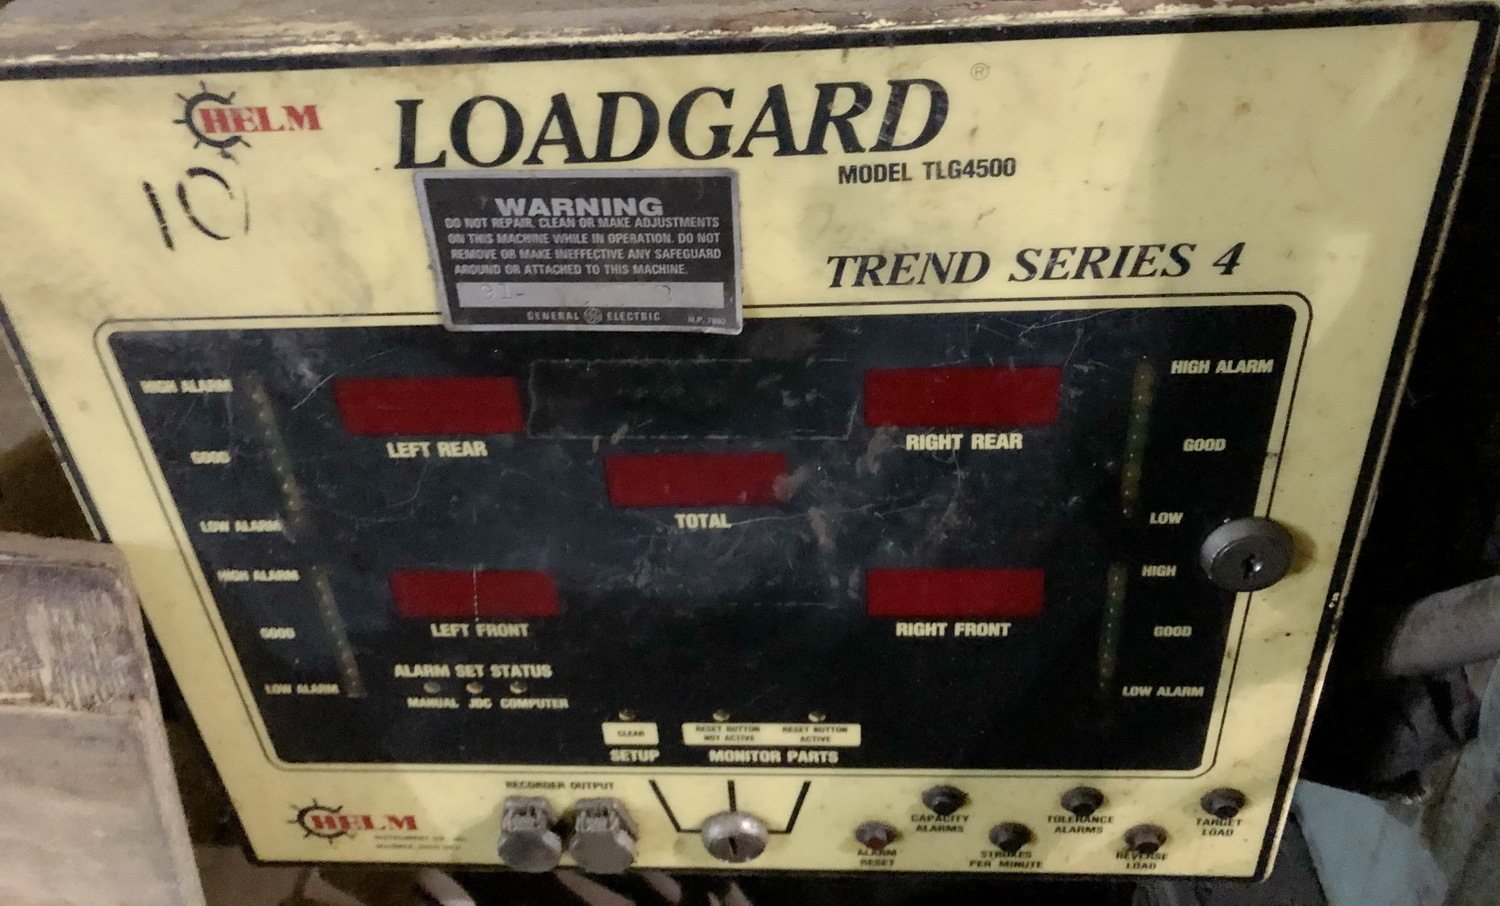 HELM
LOADGARD ®
MODEL TLG4500
10
WARNING
DO NOT REPAIR, CLEAN OR MAKE ADJUSTMENTS
ON THIS MACHINE WHILE IN OPERATION. DO NOT
REMOVE OR MAKE INEFFECTIVE ANY SAFEGUARD
AROUND OR ATTACHED TO THIS MACHINE.
GENERAL GE ELECTRIC
TREND SERIES 4
HIGH ALARM
GOOD
LOW ALARM
HIGH ALARM
GOOD
LOW ALARM
LEFT REAR
RIGHT REAR
TOTAL
LEFT FRONT
RIGHT FRONT
HIGH ALARM
GOOD
LOW
HIGH
GOOD
LOW ALARM
ALARM SET STATUS
MANUAL JDC COMPUTER
CLEAR
SETUP
RESET BUTTON
NOT ACTIVE
RESET BUTTON
ACTIVE
MONITOR PARTS
RECORDER OUTPUT
HELM
CAPACITY
ALARMS
TOLERANCE
ALARMS
TARGET
LOAD
ALARM
RESET
STROKES
PER MINUTE
REVERSE
LOAD